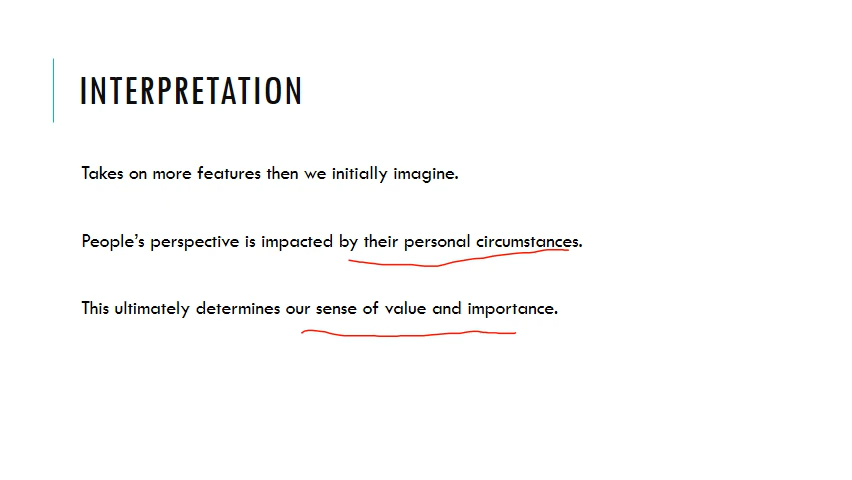 INTERPRETATION
Takes on more features then we initially imagine.
People's perspective is impacted by their personal circumstances.
This ultimately determines our sense of value and importance.